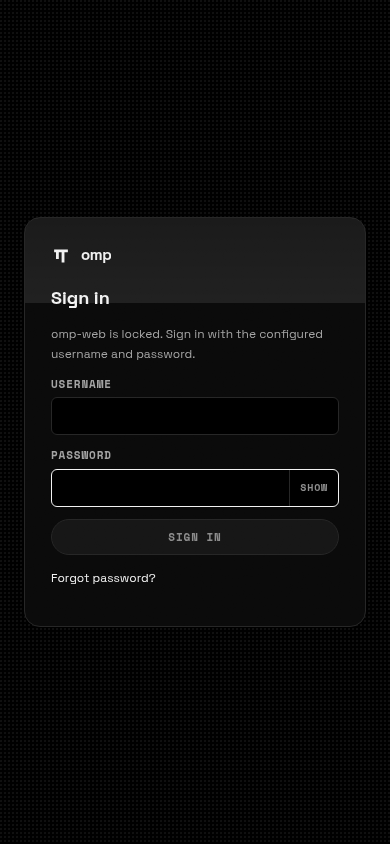 omp
Sign in
omp-web is locked. Sign in with the configured
username and password.
USERNAME
PASSWORD
SHOW
SIGN IN
Forgot password?